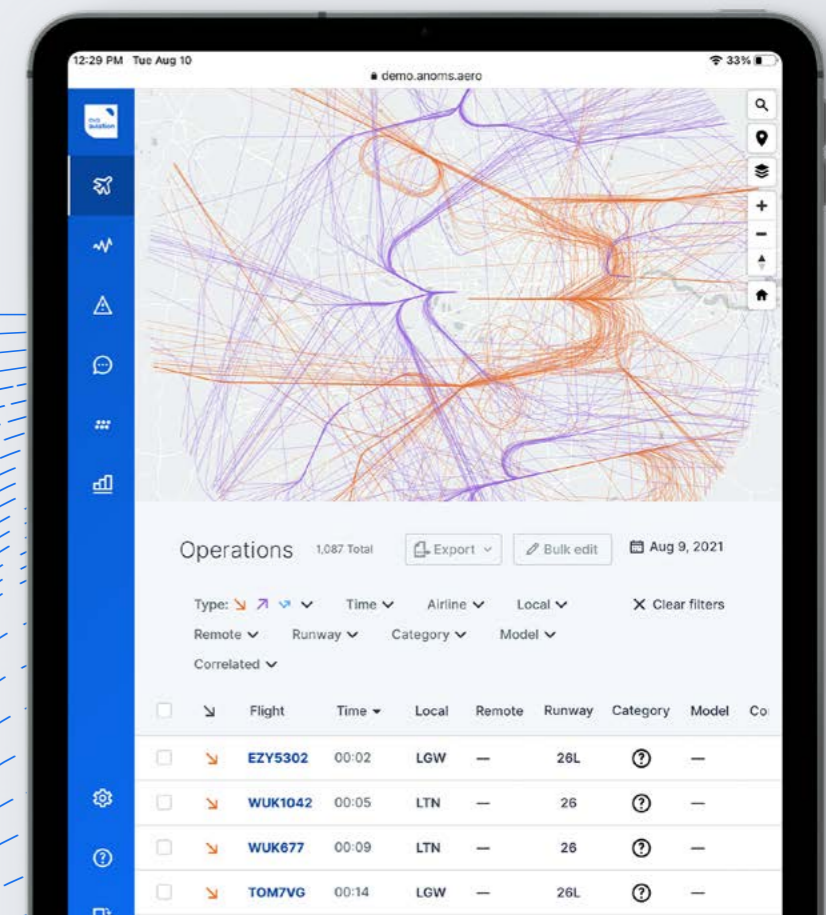 12:29 PM Tue Aug 10 33%
demo.anoms.aero
aviation
Operations 1,087 Total Export Bulk edit Aug 9, 2021
Type: Time Airline Local Clear filters
Remote Runway Category Model
Correlated
Flight Time Local Remote Runway Category Model Co
EZY5302 00:02 LGW — 26L ? —
WUK1042 00:05 LTN — 26 ? —
WUK677 00:09 LTN — 26 ? —
TOM7VG 00:14 LGW — 26L ? —